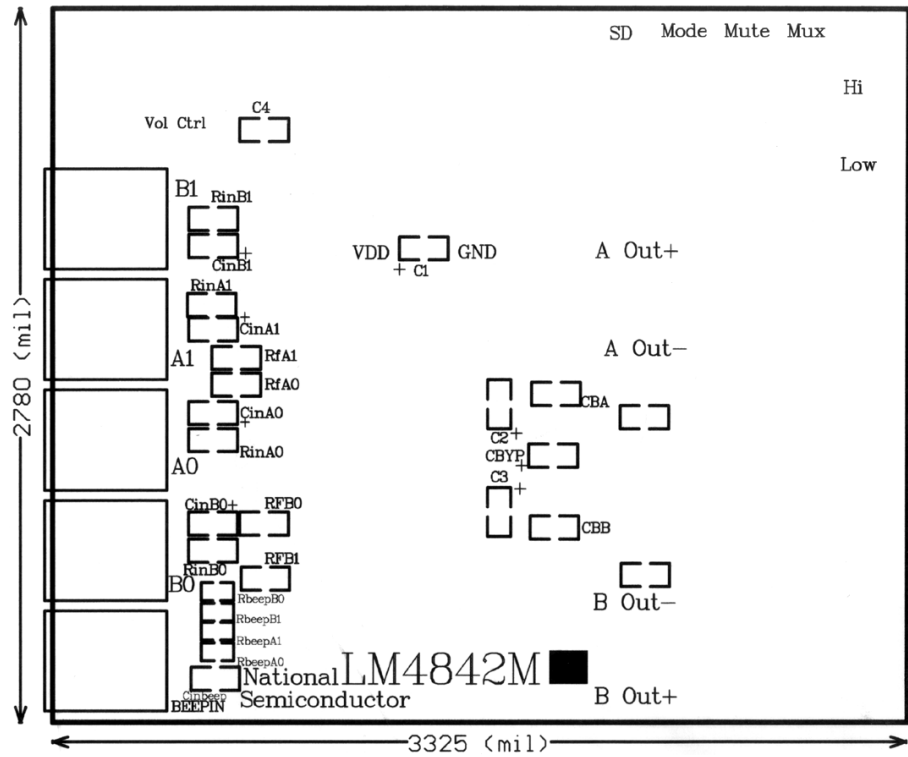 SD Mode Mute Mux
Hi
C4
Vol Ctrl
Low
B1
RinB1
VDD
+ C1
GND
A Out+
+
CinB1
RinA1
+
CinA1
A1
RfA1
A Out-
RfA0
CinA0
+
CBA
C2 +
RinA0
CBYP
+
A0
C3 +
CinB0+
RFB0
CBB
RinB0
RFB1
B0
RbeepB0
B Out-
RbeepB1
RbeepA1
RbeepA0
National LM4842M
Semiconductor
Cinbeep
BEEPIN
B Out+
2780 (mil)
3325 (mil)